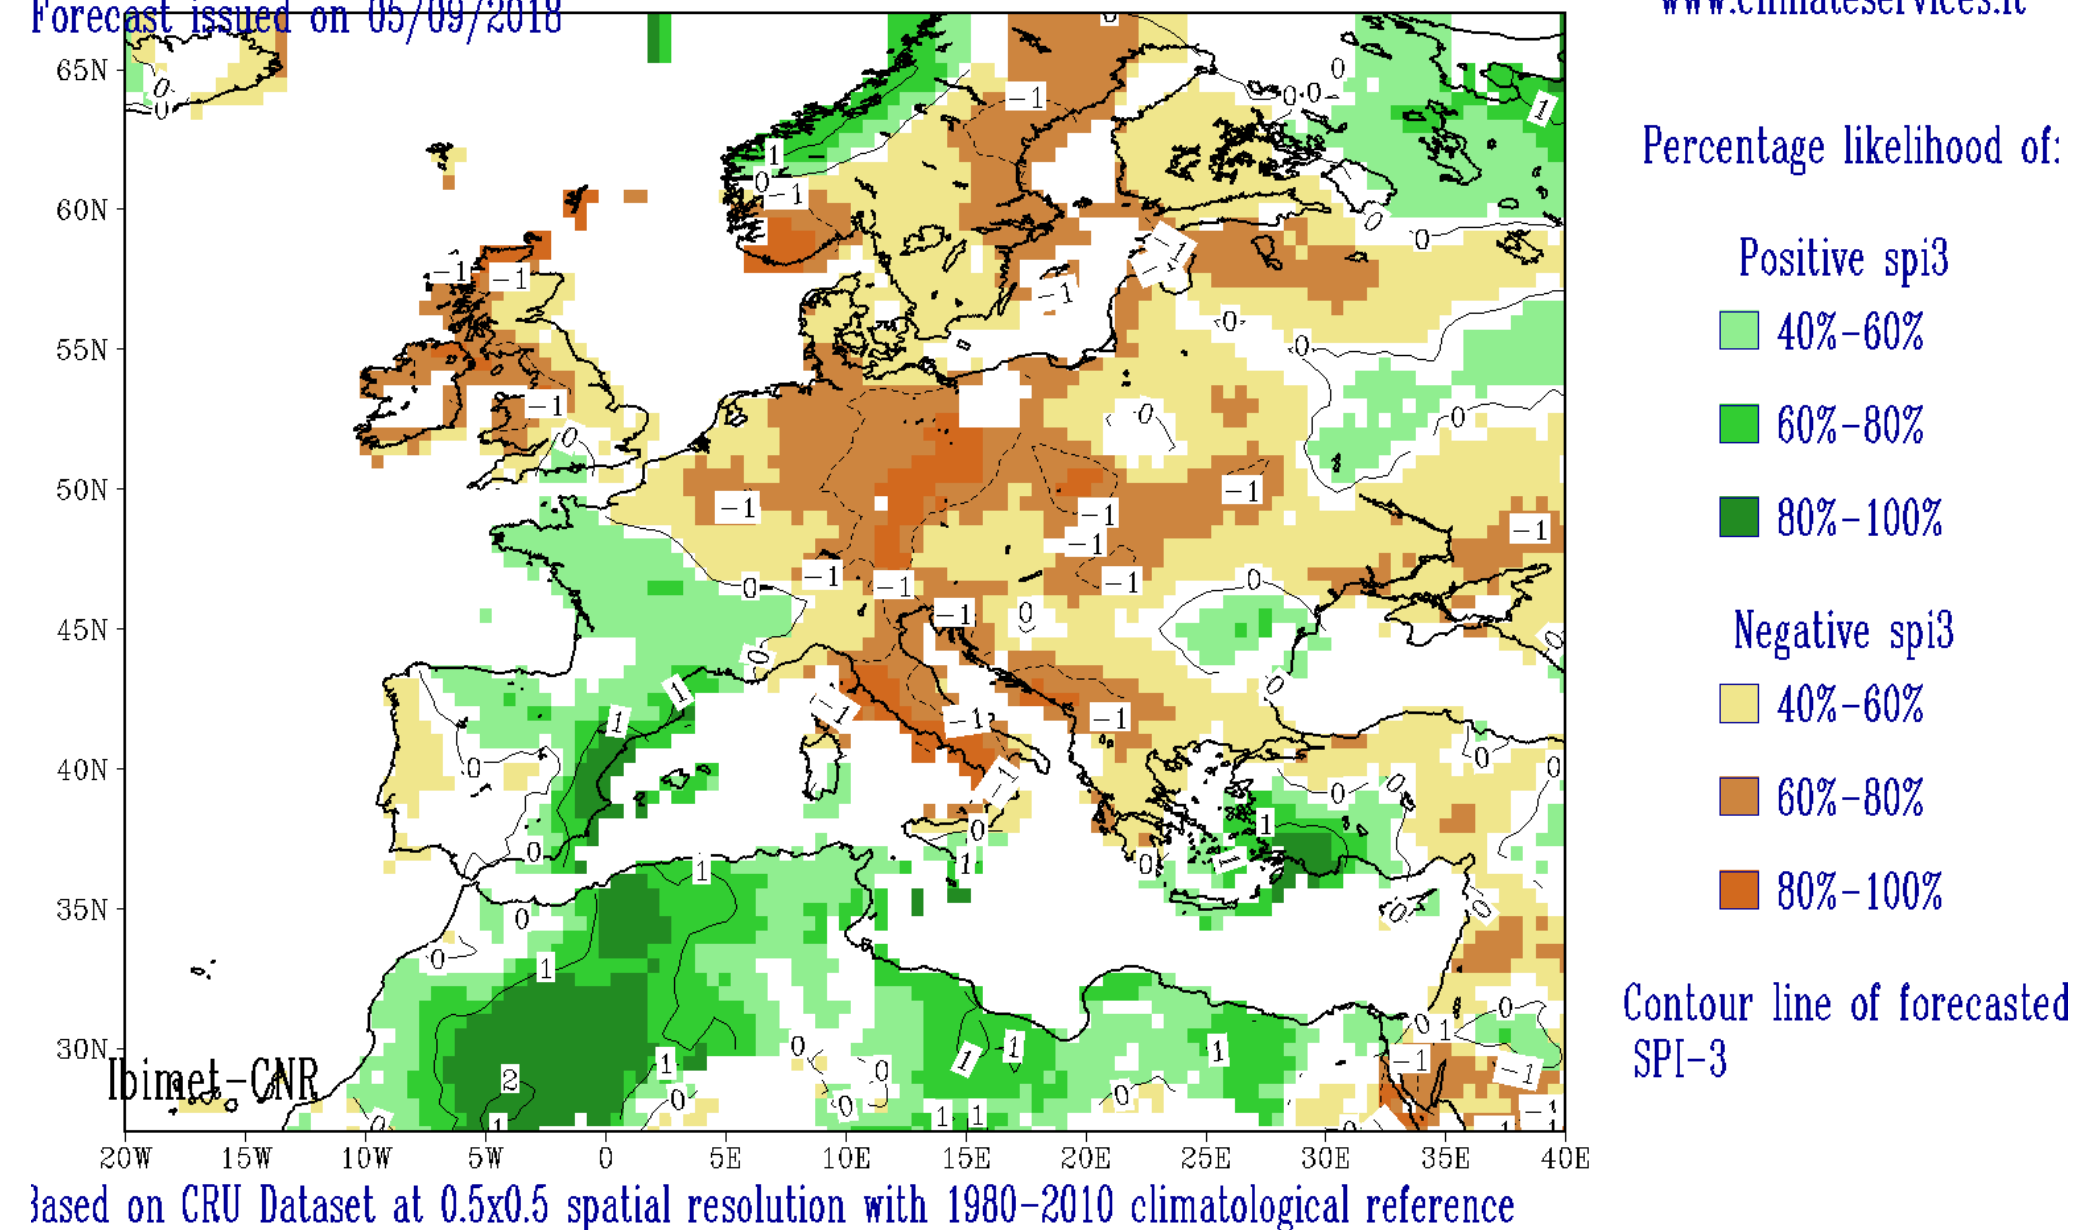 Forecast issued on 05/09/2018
www.climateservices.it
Percentage likelihood of:
Positive spi3
40%-60%
60%-80%
80%-100%
Negative spi3
40%-60%
60%-80%
80%-100%
Contour line of forecasted
SPI-3
65N
60N
55N
50N
45N
40N
35N
30N
Ibimet-CNR
20W 15W 10W 5W 0 5E 10E 15E 20E 25E 30E 35E 40E
Based on CRU Dataset at 0.5x0.5 spatial resolution with 1980-2010 climatological reference